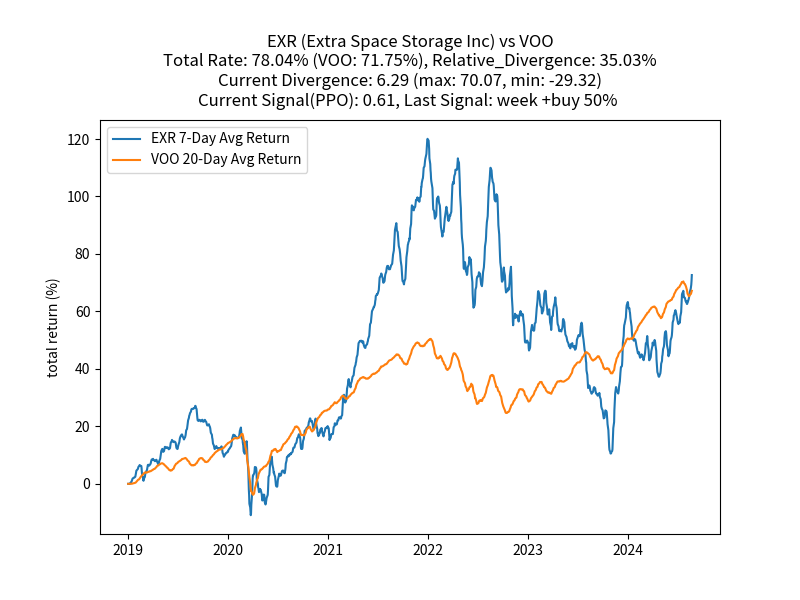 EXR (Extra Space Storage Inc) vs VOO
Total Rate: 78.04% (VOO: 71.75%), Relative_Divergence: 35.03%
Current Divergence: 6.29 (max: 70.07, min: -29.32)
Current Signal(PPO): 0.61, Last Signal: week +buy 50%
EXR 7-Day Avg Return
VOO 20-Day Avg Return
total return (%)
120
100
80
60
40
20
0
2019 2020 2021 2022 2023 2024